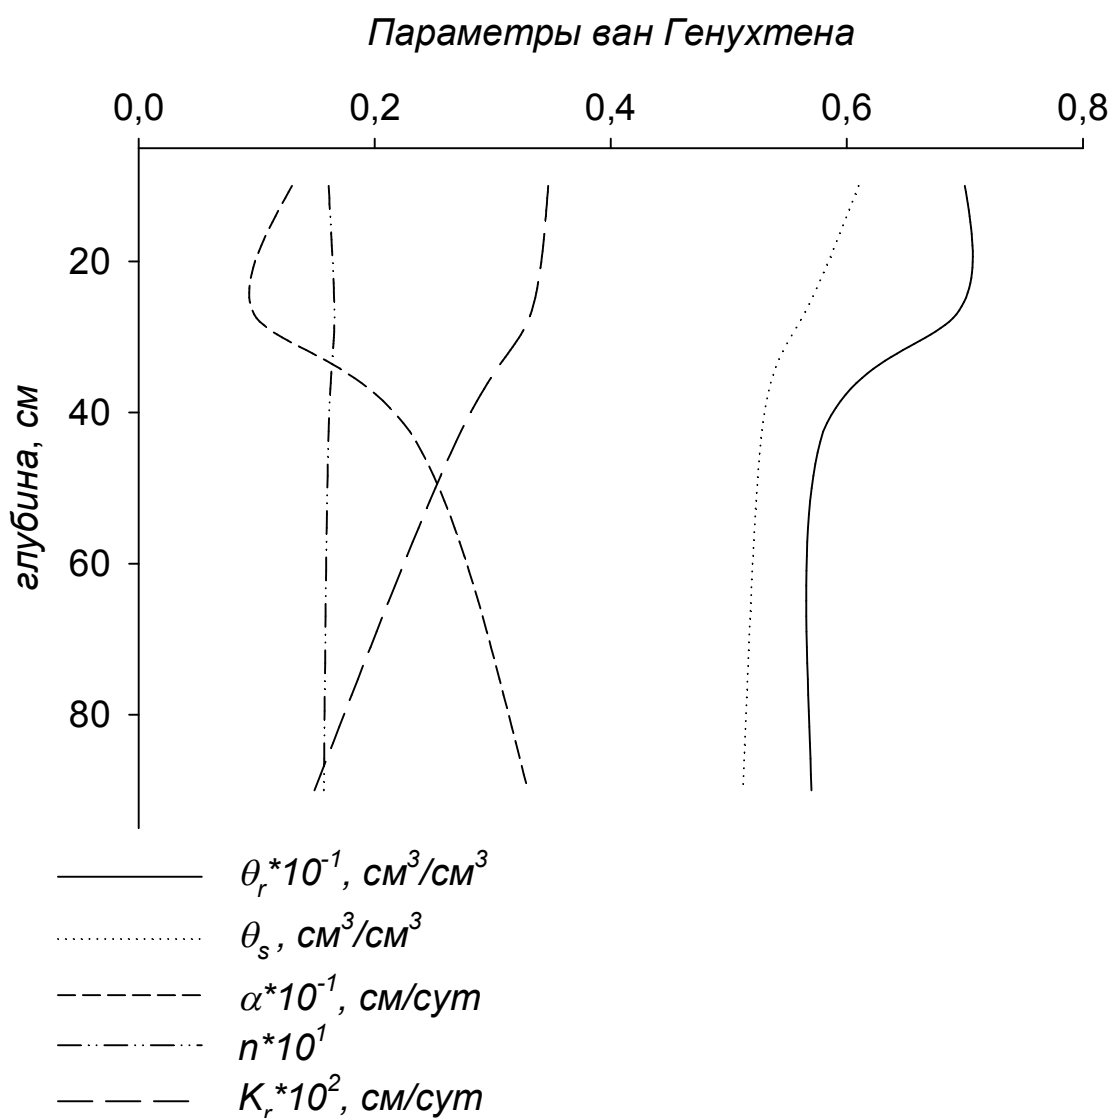 Параметры ван Генухтена
0,0 0,2 0,4 0,6 0,8
20
40
60
80
глубина, см
θr*10-1, см3/см3
θs, см3/см3
α*10-1, см/сут
n*101
Kr*102, см/сут